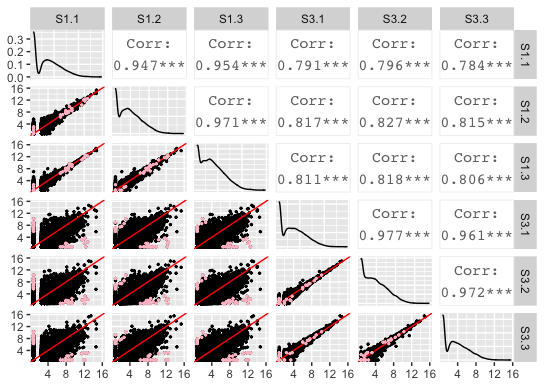 S1.1 S1.2 S1.3 S3.1 S3.2 S3.3
0.3
0.2
0.1
0.0
Corr: Corr: Corr: Corr: Corr:
0.947*** 0.954*** 0.791*** 0.796*** 0.784***
S1.1
16
12
8
4
Corr: Corr: Corr: Corr:
0.971*** 0.817*** 0.827*** 0.815***
S1.2
16
12
8
4
Corr: Corr: Corr:
0.811*** 0.818*** 0.806***
S1.3
16
12
8
4
Corr: Corr:
0.977*** 0.961***
S3.1
16
12
8
4
Corr:
0.972***
S3.2
16
12
8
4
S3.3
4 8 12 16 4 8 12 16 4 8 12 16 4 8 12 16 4 8 12 16 4 8 12 16